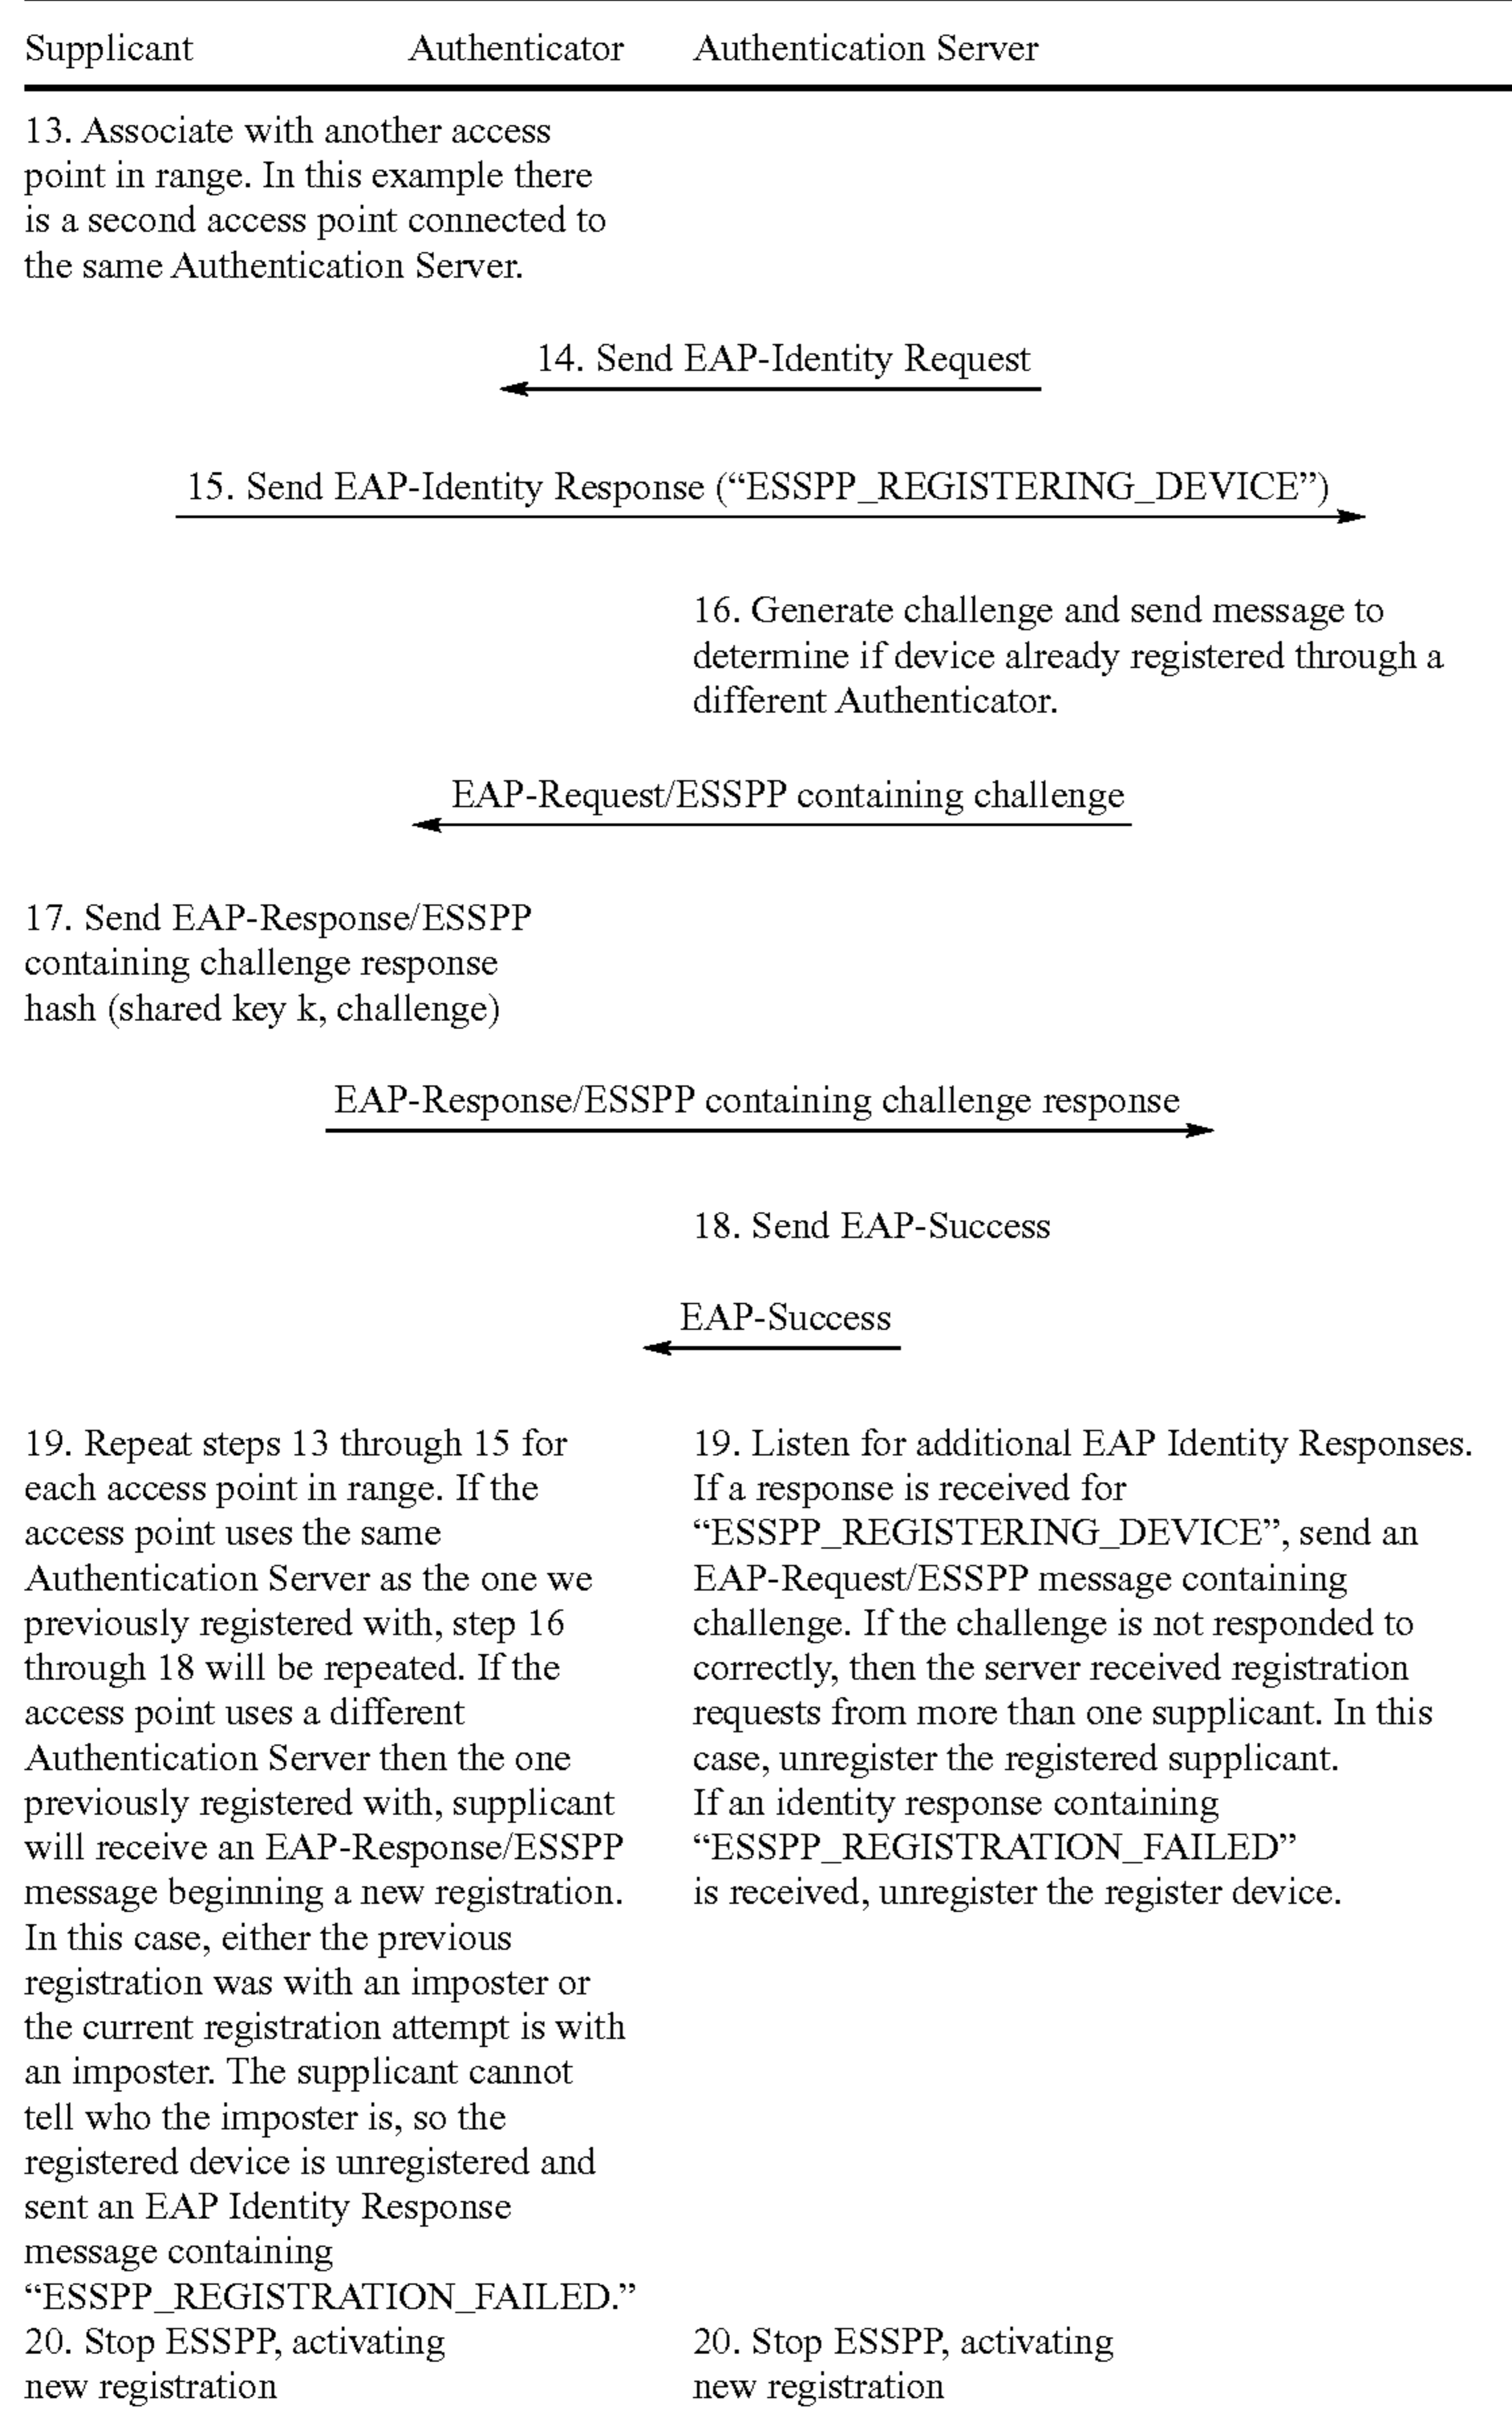 Supplicant Authenticator Authentication Server
13. Associate with another access
point in range. In this example there
is a second access point connected to
the same Authentication Server.
14. Send EAP-Identity Request
15. Send EAP-Identity Response (“ESSPP_REGISTERING_DEVICE”)
16. Generate challenge and send message to
determine if device already registered through a
different Authenticator.
EAP-Request/ESSPP containing challenge
17. Send EAP-Response/ESSPP
containing challenge response
hash (shared key k, challenge)
EAP-Response/ESSPP containing challenge response
18. Send EAP-Success
EAP-Success
19. Repeat steps 13 through 15 for
each access point in range. If the
access point uses the same
Authentication Server as the one we
previously registered with, step 16
through 18 will be repeated. If the
access point uses a different
Authentication Server then the one
previously registered with, supplicant
will receive an EAP-Response/ESSPP
message beginning a new registration.
In this case, either the previous
registration was with an imposter or
the current registration attempt is with
an imposter. The supplicant cannot
tell who the imposter is, so the
registered device is unregistered and
sent an EAP Identity Response
message containing
“ESSPP_REGISTRATION_FAILED.”
19. Listen for additional EAP Identity Responses.
If a response is received for
“ESSPP_REGISTERING_DEVICE”, send an
EAP-Request/ESSPP message containing
challenge. If the challenge is not responded to
correctly, then the server received registration
requests from more than one supplicant. In this
case, unregister the registered supplicant.
If an identity response containing
“ESSPP_REGISTRATION_FAILED”
is received, unregister the register device.
20. Stop ESSPP, activating
new registration
20. Stop ESSPP, activating
new registration